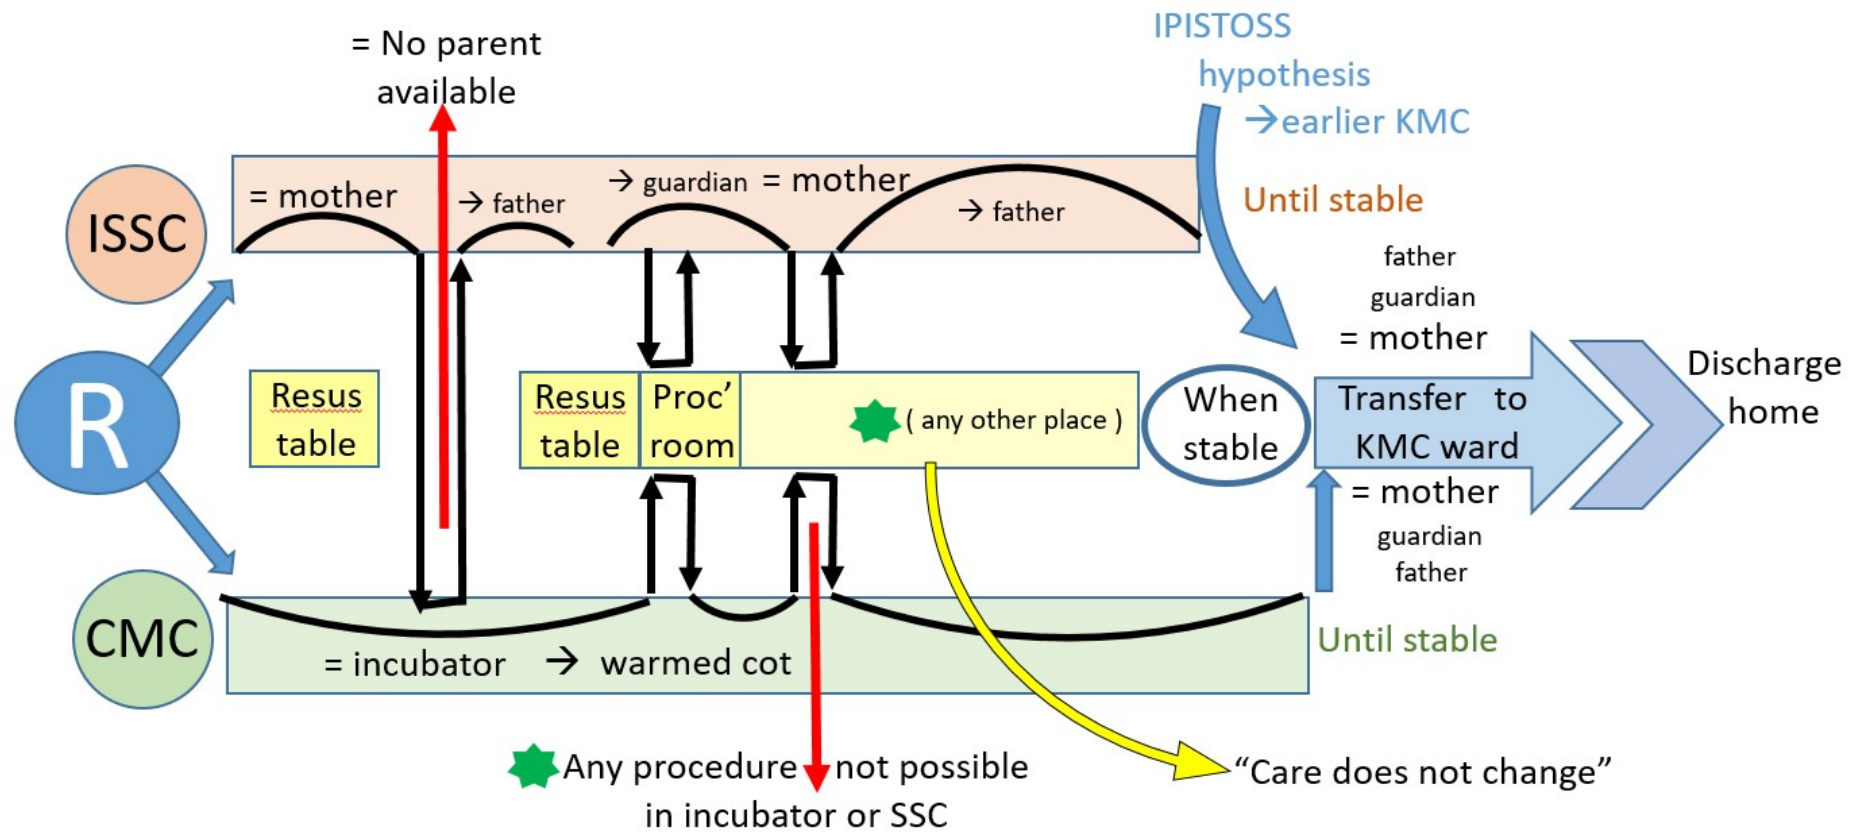 = No parent
available
IPISTOSS
hypothesis
→earlier KMC
ISSC
= mother
→ father
→ guardian = mother
→ father
Until stable
father
guardian
= mother
R
Resus
table
Resus
table
Proc’
room
( any other place )
When
stable
Transfer to
KMC ward
Discharge
home
= mother
guardian
father
CMC
= incubator → warmed cot
Until stable
Any procedure not possible
in incubator or SSC
“Care does not change”